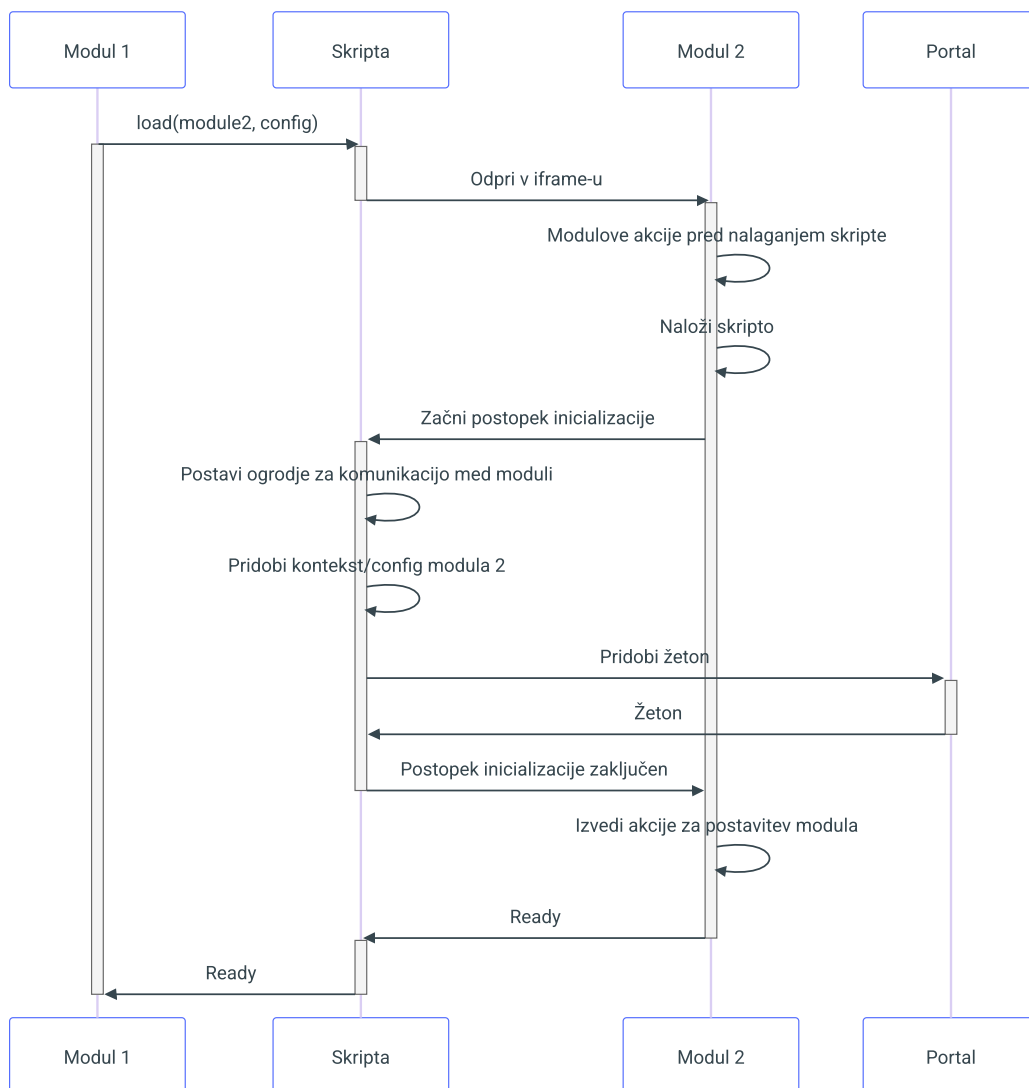 Modul 1
Skripta
Modul 2
Portal
load(module2, config)
Odpri v iframe-u
Modulove akcije pred nalaganjem skripte
Naloži skripto
Začni postopek inicializacije
Postavi ogrodje za komunikacijo med moduli
Pridobi kontekst/config modula 2
Pridobi žeton
Žeton
Postopek inicializacije zaključen
Izvedi akcije za postavitev modula
Ready
Ready
Modul 1
Skripta
Modul 2
Portal